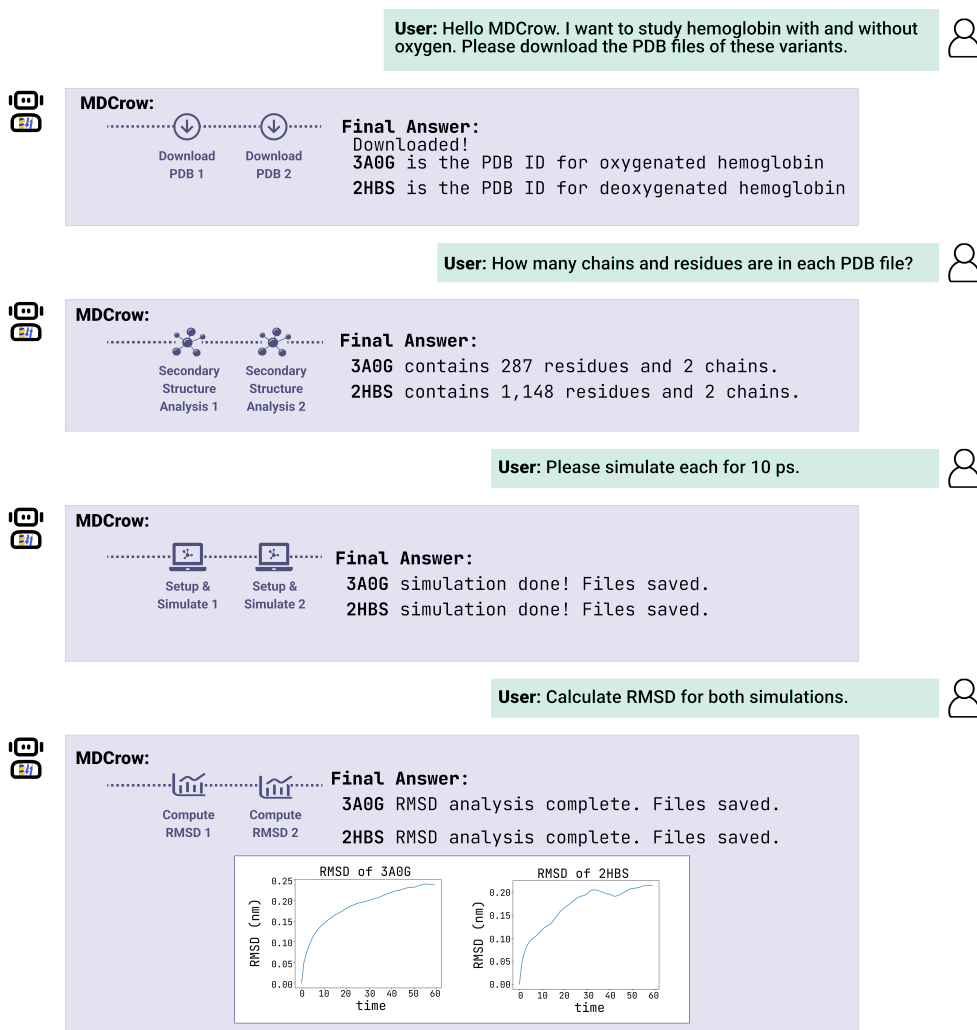 User: Hello MDCrow. I want to study hemoglobin with and without
oxygen. Please download the PDB files of these variants.
MDCrow:
Download
PDB 1
Download
PDB 2
Final Answer:
Downloaded!
3A0G is the PDB ID for oxygenated hemoglobin
2HBS is the PDB ID for deoxygenated hemoglobin
User: How many chains and residues are in each PDB file?
MDCrow:
Secondary
Structure
Analysis 1
Secondary
Structure
Analysis 2
Final Answer:
3A0G contains 287 residues and 2 chains.
2HBS contains 1,148 residues and 2 chains.
User: Please simulate each for 10 ps.
MDCrow:
Setup &
Simulate 1
Setup &
Simulate 2
Final Answer:
3A0G simulation done! Files saved.
2HBS simulation done! Files saved.
User: Calculate RMSD for both simulations.
MDCrow:
Compute
RMSD 1
Compute
RMSD 2
Final Answer:
3A0G RMSD analysis complete. Files saved.
2HBS RMSD analysis complete. Files saved.
RMSD of 3A0G
RMSD (nm)
0.25
0.20
0.15
0.10
0.05
0.00
0 10 20 30 40 50 60
time
RMSD of 2HBS
RMSD (nm)
0.20
0.15
0.10
0.05
0.00
0 10 20 30 40 50 60
time